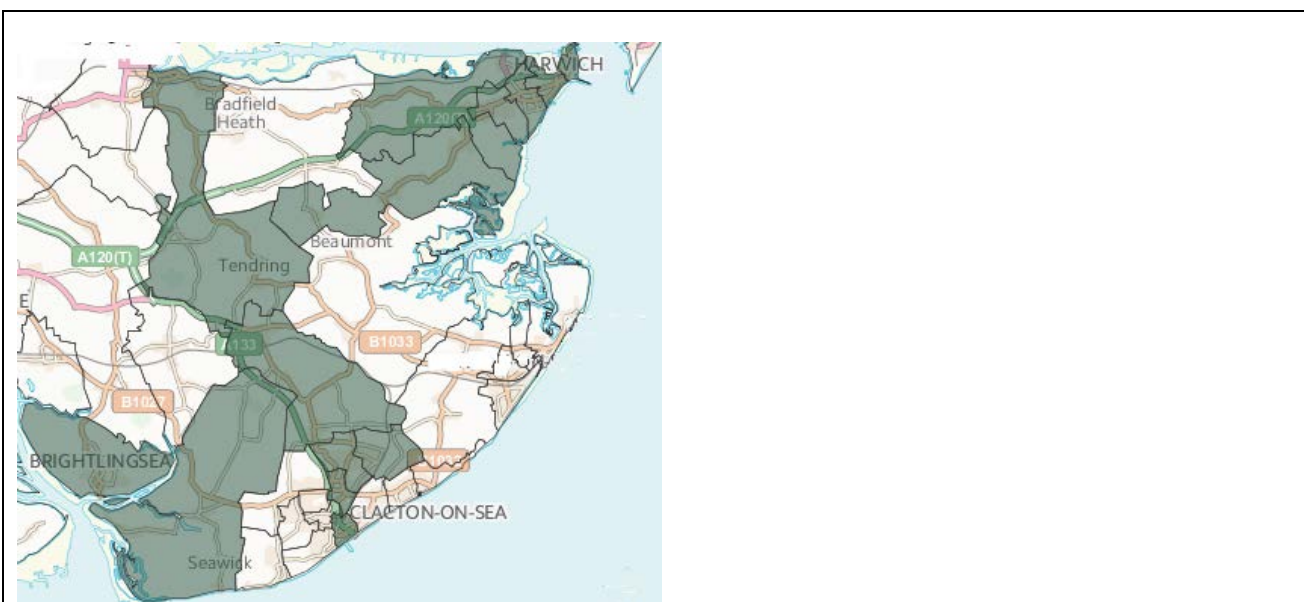 HARWICH
Bradfield
Heath
A120(
Beaumont
A120(T)
Tendring
E
B1033
A133
B1027
BRIGHTLINGSEA
CLACTON-ON-SEA
Seawick